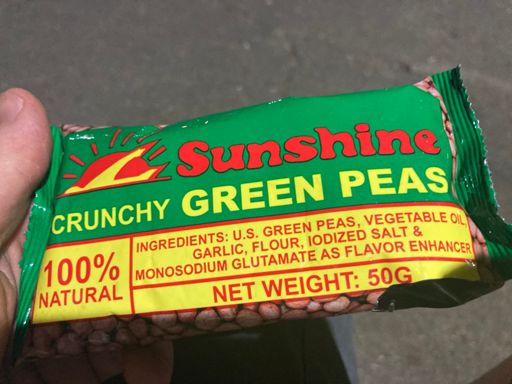 Sunshine
CRUNCHY GREEN PEAS
100%
NATURAL
INGREDIENTS: U.S. GREEN PEAS, VEGETABLE OIL
GARLIC, FLOUR, IODIZED SALT &
MONOSODIUM GLUTAMATE AS FLAVOR ENHANCER
NET WEIGHT: 50G